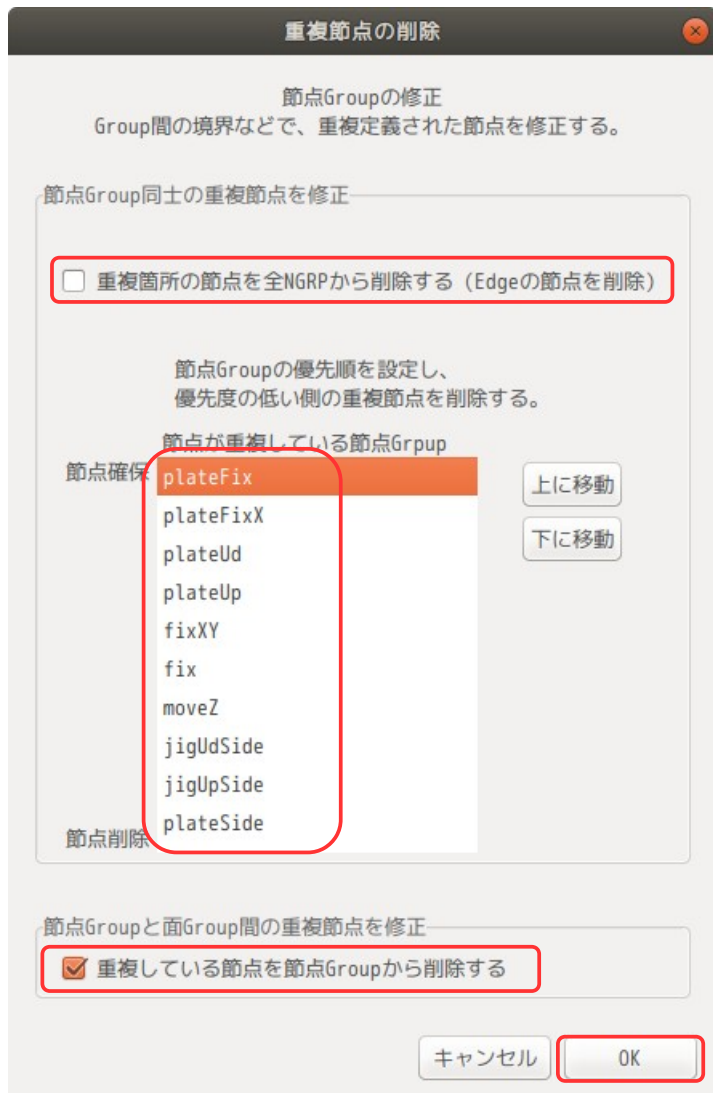 重複節点の削除
節点Groupの修正
Group間の境界などで、重複定義された節点を修正する。
節点Group同士の重複節点を修正
重複箇所の節点を全NGRPから削除する（Edgeの節点を削除）
節点Groupの優先順を設定し、
優先度の低い側の重複節点を削除する。
節点が重複している節点Grpup
節点確保
plateFix
plateFixX
plateUd
plateUp
fixXY
fix
moveZ
jigUdSide
jigUpSide
plateSide
節点削除
上に移動
下に移動
節点Groupと面Group間の重複節点を修正
重複している節点を節点Groupから削除する
キャンセル
OK